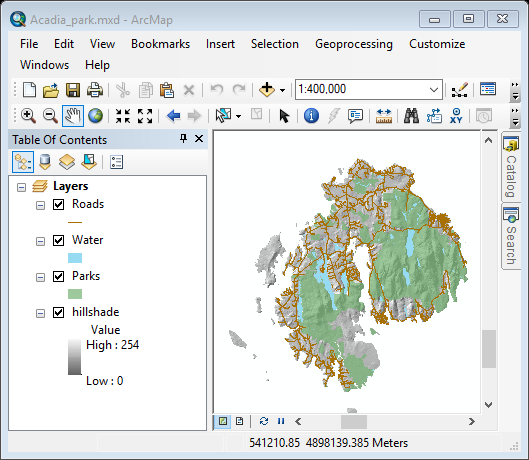 Acadia_park.mxd - ArcMap
File Edit View Bookmarks Insert Selection Geoprocessing Customize
Windows Help
1:400,000
XY
Table Of Contents
Layers
Roads
Water
Parks
hillshade
Value
High : 254
Low : 0
Catalog
Search
541210.85 4898139.385 Meters